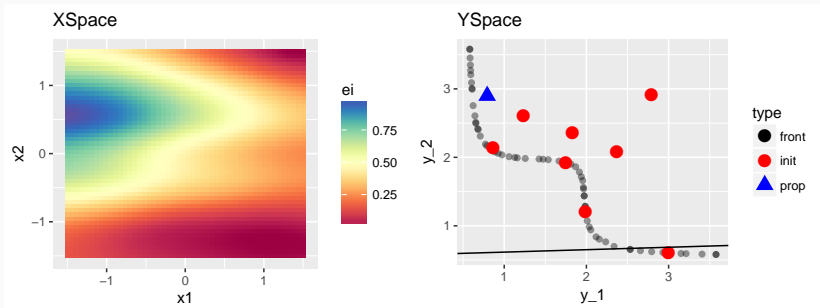 XSpace
1
0
−1
x2
−1
0
1
x1
ei
0.75
0.50
0.25
YSpace
3
2
1
y_2
1
2
3
y_1
type
front
init
prop